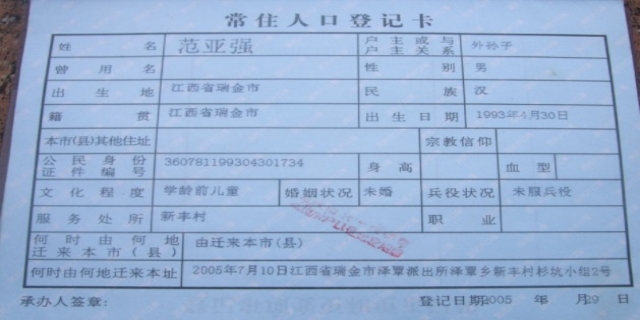 常住人口登记卡
姓名 范亚强 户主或与户主关系 外孙子
曾用名 性别 男
出生地 江西省瑞金市 民族 汉
籍贯 江西省瑞金市 出生日期 1993年4月30日
本市(县)其他住址 宗教信仰
公民身份证件编号 360781199304301734 身高 血型
文化程度 学龄前儿童 婚姻状况 未婚 兵役状况 未服兵役
服务处所 新丰村 职业
何时由何地迁来本市(县) 由迁来本市(县)
何时由何地迁来本址 2005年7月10日江西省瑞金市泽覃派出所泽覃乡新丰村杉坑小组2号
承办人签章: 登记日期:2005 年 月 29 日